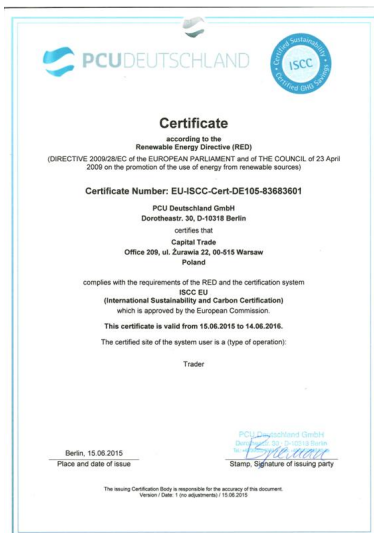 PCUDEUTSCHLAND
Certified Sustainability
ISCC
Certified GHG Savings
Certificate
according to the
Renewable Energy Directive (RED)
(DIRECTIVE 2009/28/EC of the EUROPEAN PARLIAMENT and of THE COUNCIL of 23 April
2009 on the promotion of the use of energy from renewable sources)
Certificate Number: EU-ISCC-Cert-DE105-83683601
PCU Deutschland GmbH
Dorotheastr. 30, D-10318 Berlin
certifies that
Capital Trade
Office 209, ul. Żurawia 22, 00-515 Warsaw
Poland
complies with the requirements of the RED and the certification system
ISCC EU
(International Sustainability and Carbon Certification)
which is approved by the European Commission.
This certificate is valid from 15.06.2015 to 14.06.2016.
The certified site of the system user is a (type of operation):
Trader
PCU Deutschland GmbH
D-10318 Berlin
Berlin, 15.06.2015
Place and date of issue
Stamp, Signature of issuing party
The issuing Certification Body is responsible for the accuracy of this document.
Version / Date: 1 (no adjustments) / 15.06.2015